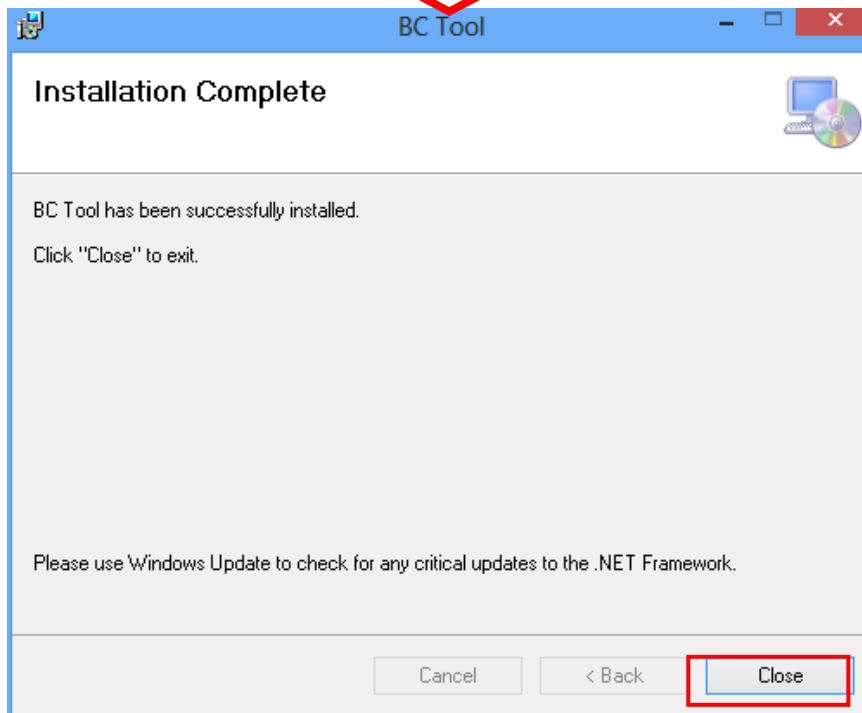 BC Tool
Installation Complete
BC Tool has been successfully installed.
Click "Close" to exit.
Please use Windows Update to check for any critical updates to the .NET Framework.
Cancel
< Back
Close